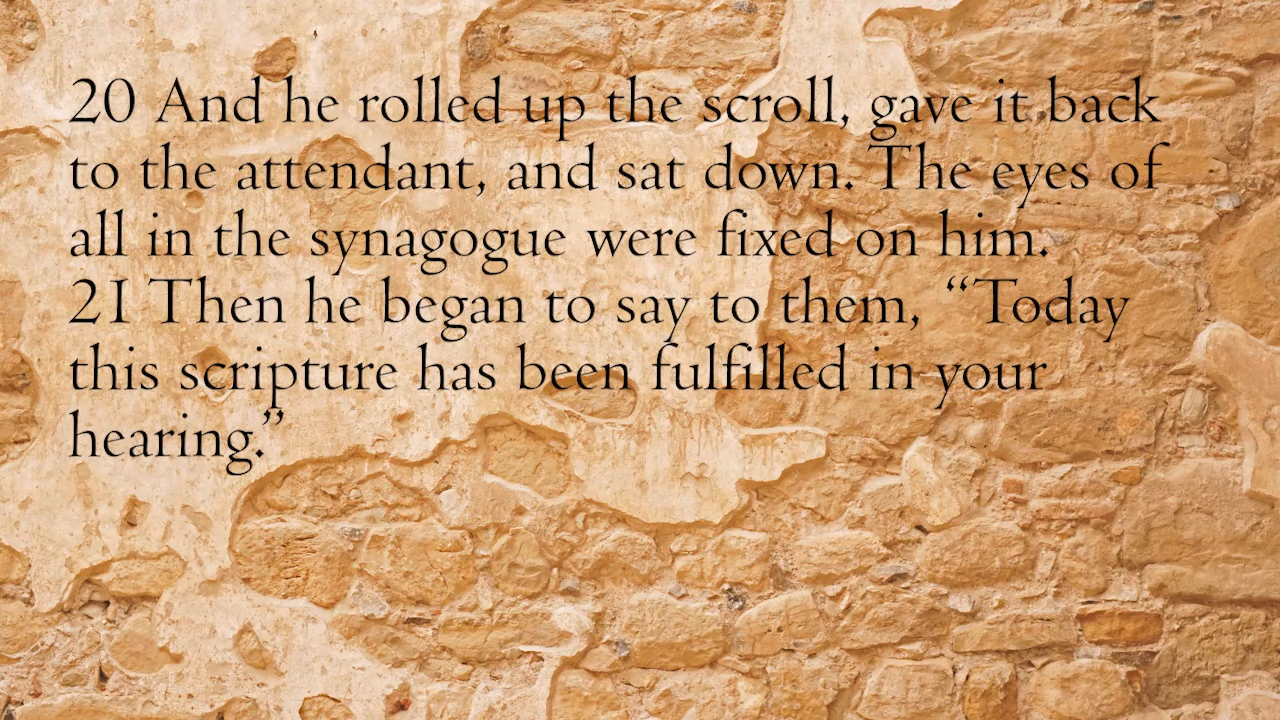 20 And he rolled up the scroll, gave it back
to the attendant, and sat down. The eyes of
all in the synagogue were fixed on him.
21 Then he began to say to them,  “Today
this scripture has been fulfilled in your
hearing.”